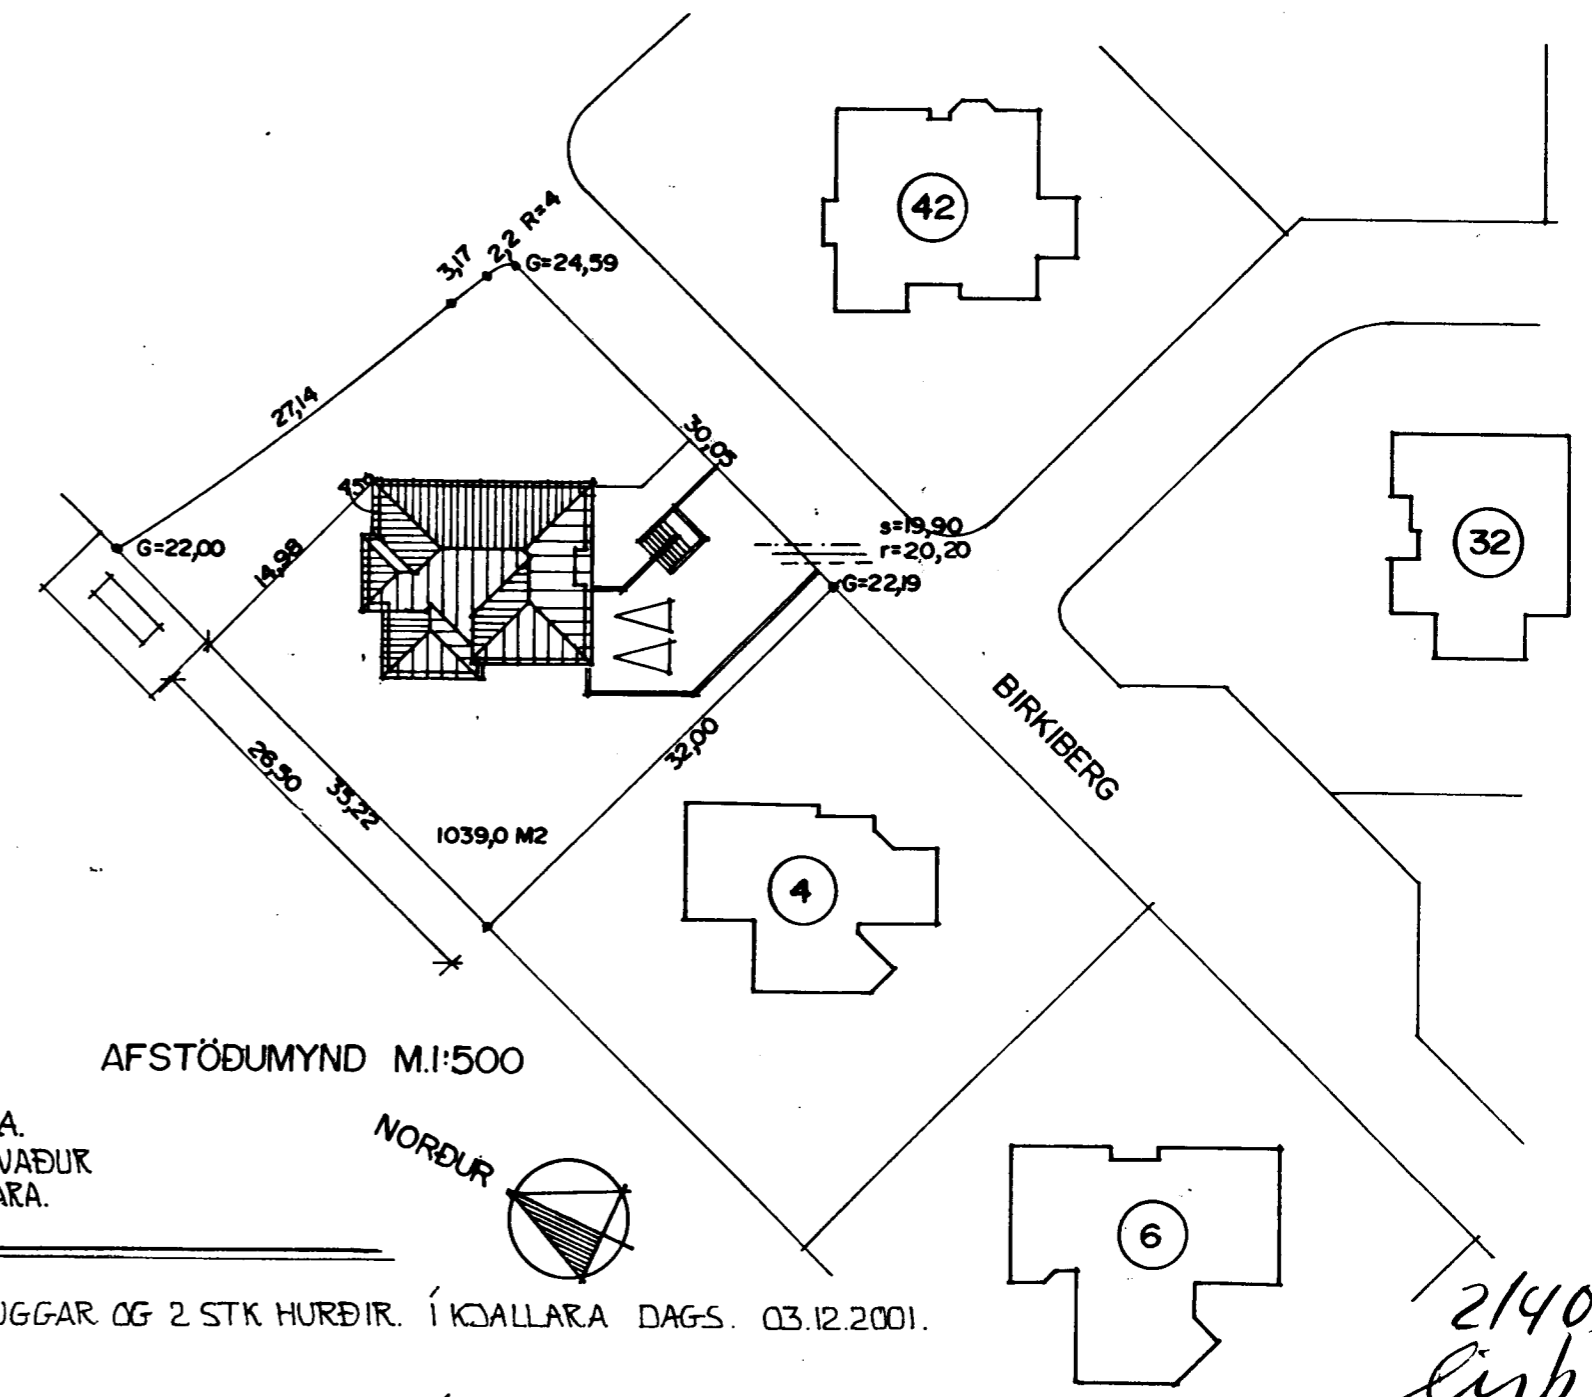 42
3,17
2,2 R=4
G=24,59
27,14
30,05
45°
s=19,90
r=20,20
32
G=22,00
14,98
G=22,19
BIRKIBERG
32,00
26,50
35,22
1039,0 M2
4
AFSTÖÐUMYND M.1:500
A.
NORÐUR
VAÐUR
ARA.
6
UGGAR OG 2 STK HURÐIR. Í KJALLARA DAGS. 03.12.2001.
2140